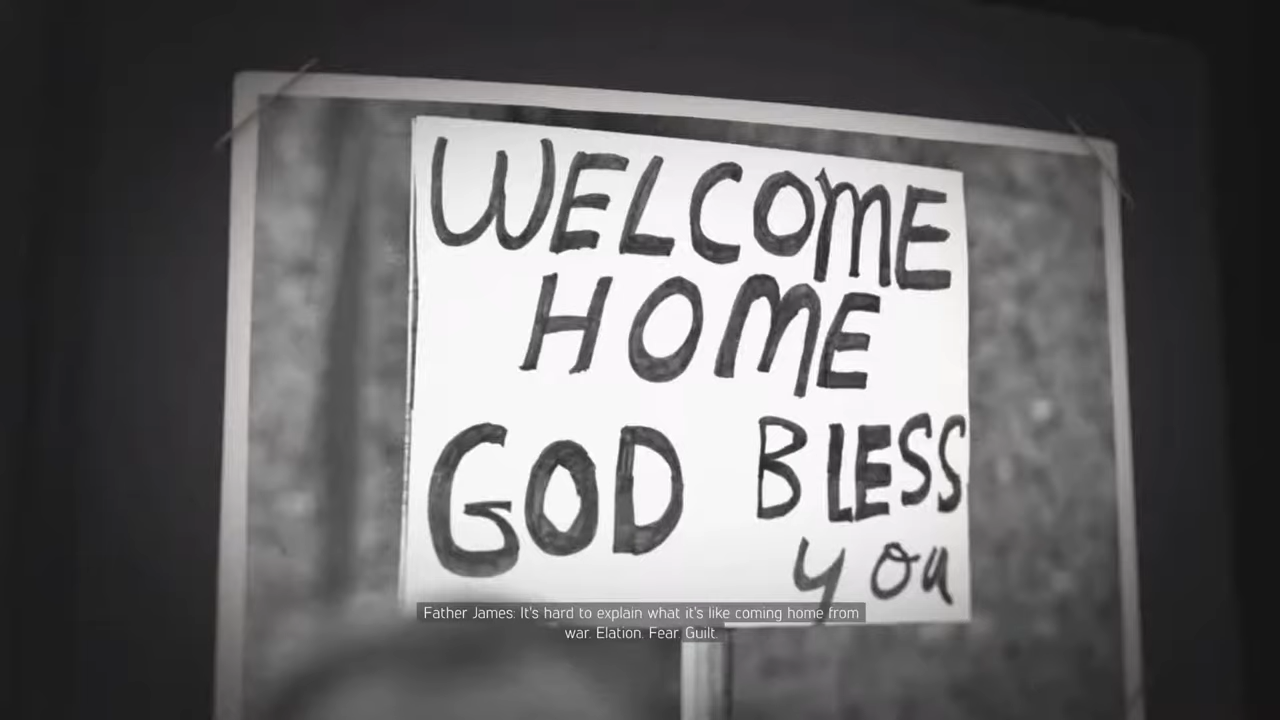 WELCOME
HOME
GOD BLESS
you
Father James: It's hard to explain what it's like coming home from
war. Elation. Fear. Guilt.